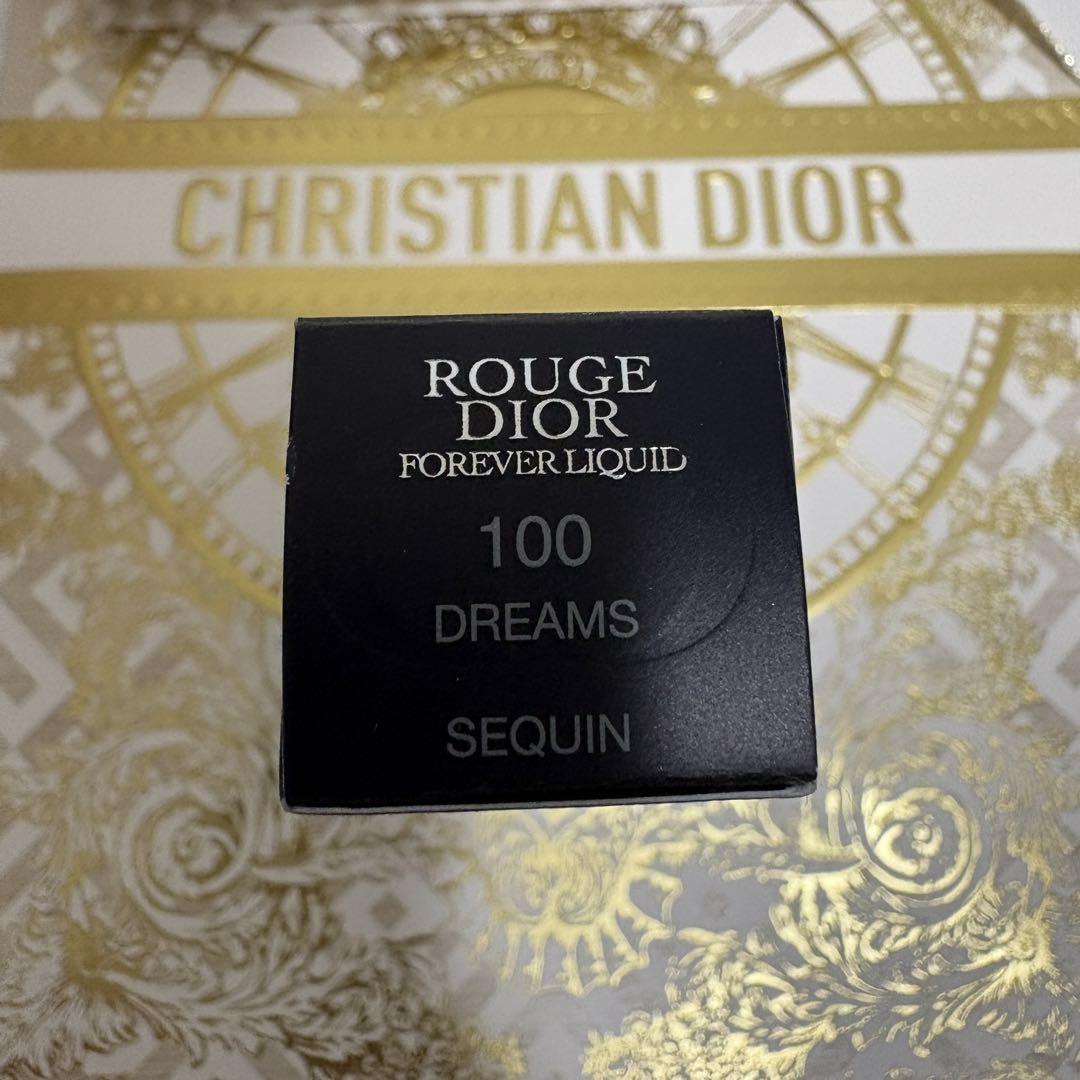 CHRISTIAN DIOR
ROUGE
DIOR
FOREVER LIQUID
100
DREAMS
SEQUIN